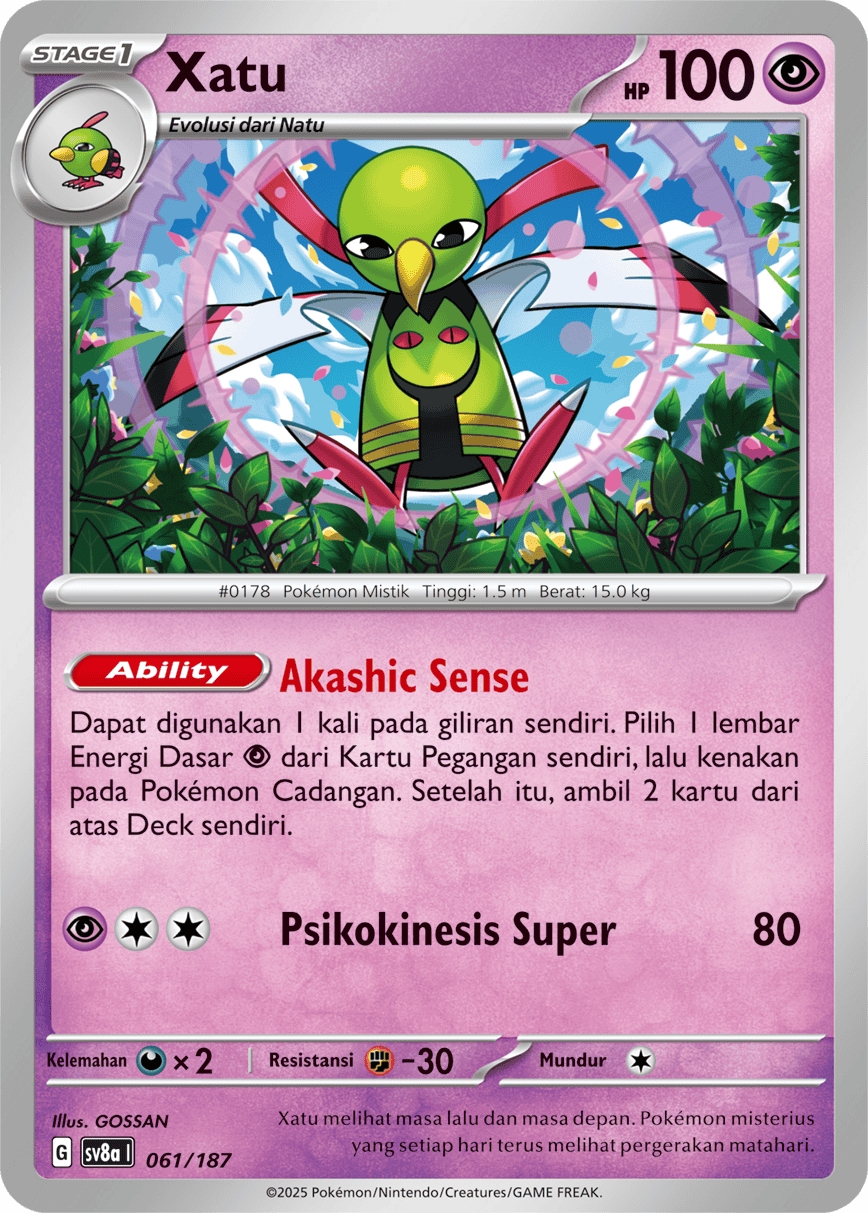 STAGE 1
Xatu
HP 100
Evolusi dari Natu
#0178 Pokémon Mistik Tinggi: 1.5 m Berat: 15.0 kg
Ability Akashic Sense
Dapat digunakan 1 kali pada giliran sendiri. Pilih 1 lembar
Energi Dasar dari Kartu Pegangan sendiri, lalu kenakan
pada Pokémon Cadangan. Setelah itu, ambil 2 kartu dari
atas Deck sendiri.
Psikokinesis Super 80
Kelemahan ×2 Resistansi -30 Mundur
Illus. GOSSAN
Xatu melihat masa lalu dan masa depan. Pokémon misterius
yang setiap hari terus melihat pergerakan matahari.
G sv8a I 061/187
©2025 Pokémon/Nintendo/Creatures/GAME FREAK.